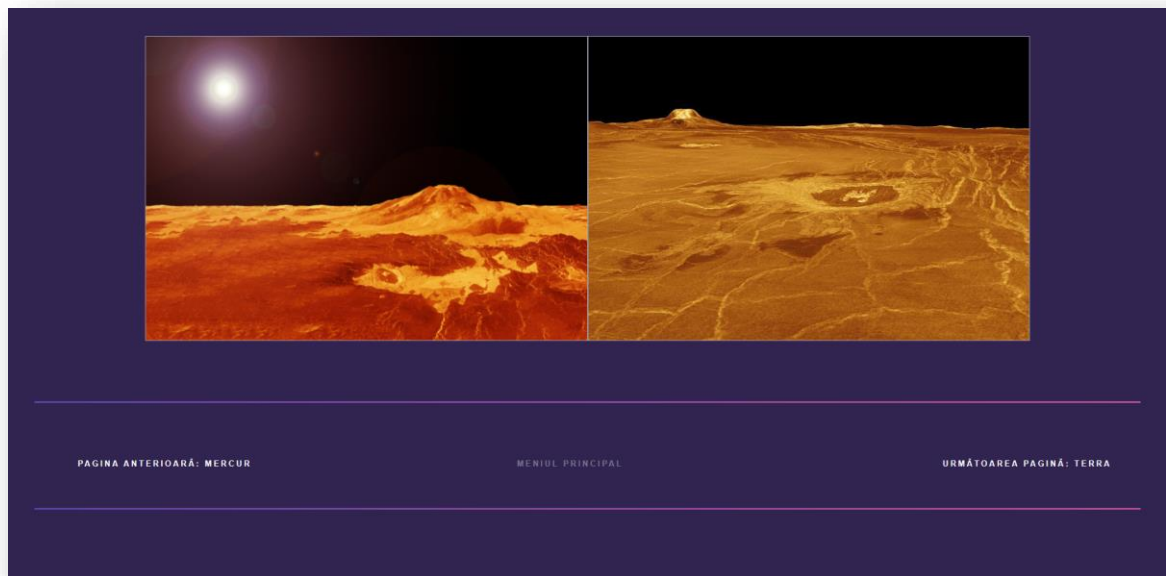 PAGINA ANTERIOARĂ: MERCUR
MENIUL PRINCIPAL
URMĂTOAREA PAGINĂ: TERRA